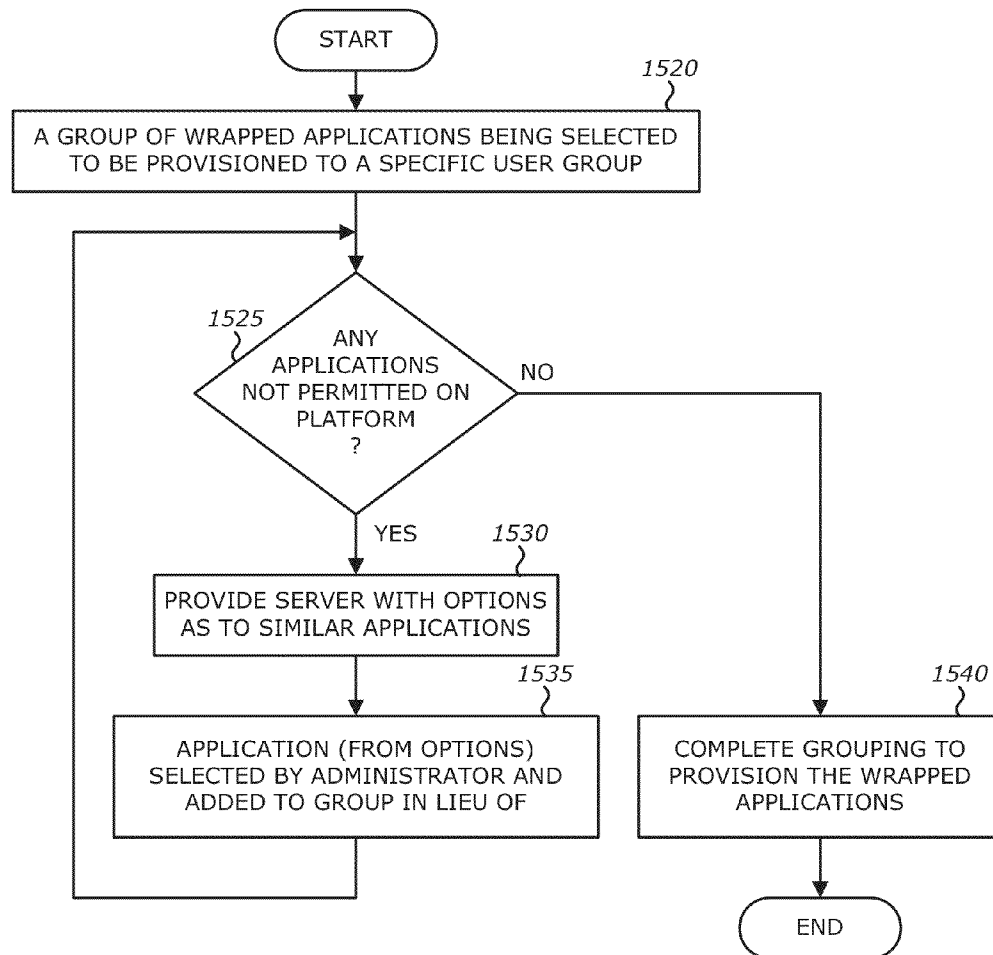 START
1520
A GROUP OF WRAPPED APPLICATIONS BEING SELECTED
TO BE PROVISIONED TO A SPECIFIC USER GROUP
1525
ANY
APPLICATIONS
NOT PERMITTED ON
PLATFORM
?
NO
YES
1530
PROVIDE SERVER WITH OPTIONS
AS TO SIMILAR APPLICATIONS
1535
APPLICATION (FROM OPTIONS)
SELECTED BY ADMINISTRATOR AND
ADDED TO GROUP IN LIEU OF
1540
COMPLETE GROUPING TO
PROVISION THE WRAPPED
APPLICATIONS
END